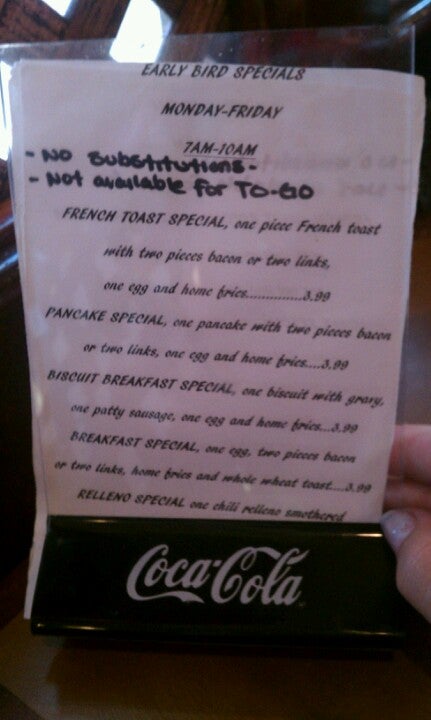 EARLY BIRD SPECIALS
MONDAY-FRIDAY
7AM-10AM
- NO Substitutions -
- Not available for TO-GO
FRENCH TOAST SPECIAL, one piece French toast
with two pieces bacon or two links,
one egg and home fries..............3.99
PANCAKE SPECIAL, one pancake with two pieces bacon
or two links, one egg and home fries....3.99
BISCUIT BREAKFAST SPECIAL, one biscuit with gravy,
one patty sausage, one egg and home fries...3.99
BREAKFAST SPECIAL, one egg, two pieces bacon
or two links, home fries and whole wheat toast....3.99
RELLENO SPECIAL one chili relleno smothered
Coca-Cola